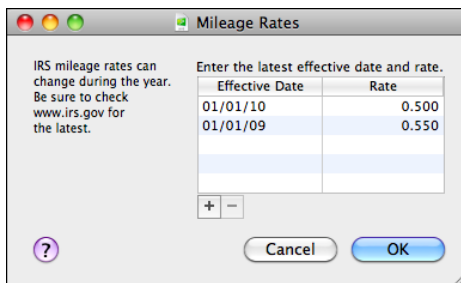 Mileage Rates
IRS mileage rates can
change during the year.
Be sure to check
www.irs.gov for
the latest.
Enter the latest effective date and rate.
Effective Date Rate
01/01/10 0.500
01/01/09 0.550
+ −
?
Cancel OK